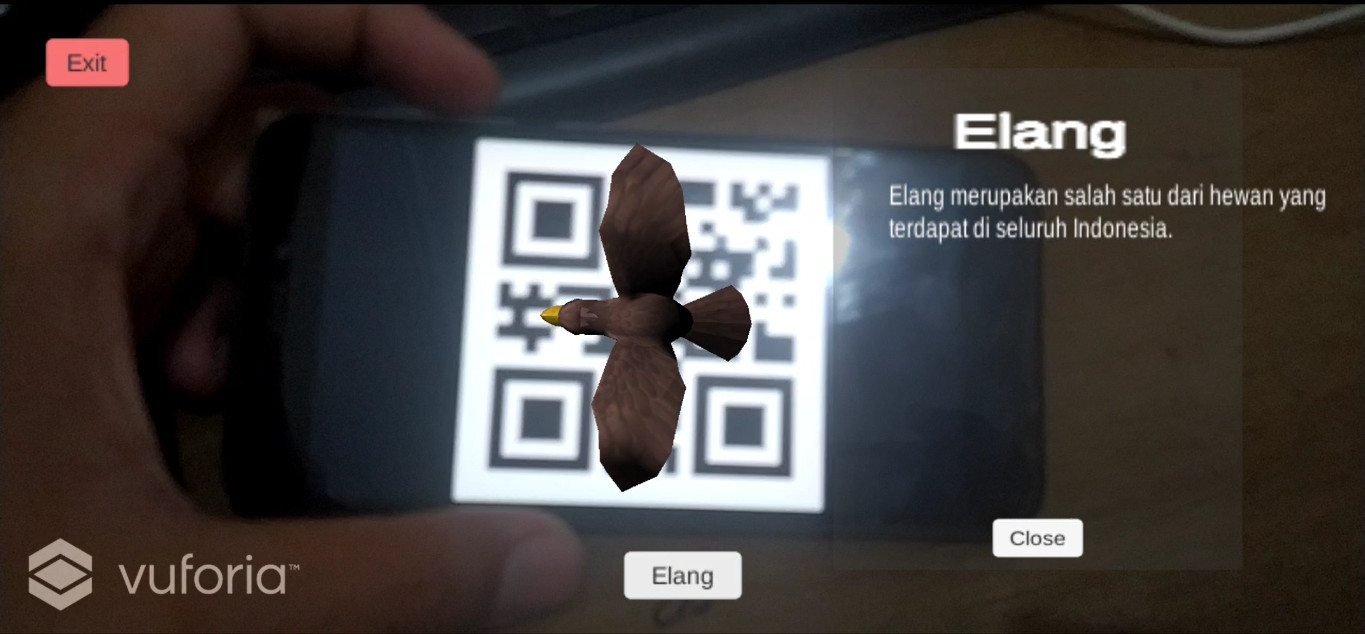 Exit
Elang
Elang merupakan salah satu dari hewan yang
terdapat di seluruh Indonesia.
Close
Elang
vuforia™